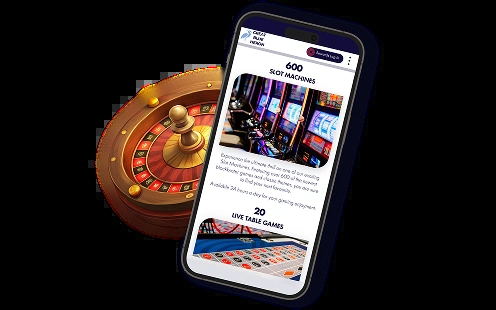 GREAT
BLUE
HERON
600
SLOT MACHINES
Experience the ultimate thrill on one of our exciting
Slot Machines. Featuring over 600 of the newest
blockbuster games and classic themes, you are sure
to find your next favourite.
Available 24 hours a day for your gaming enjoyment.
20
LIVE TABLE GAMES